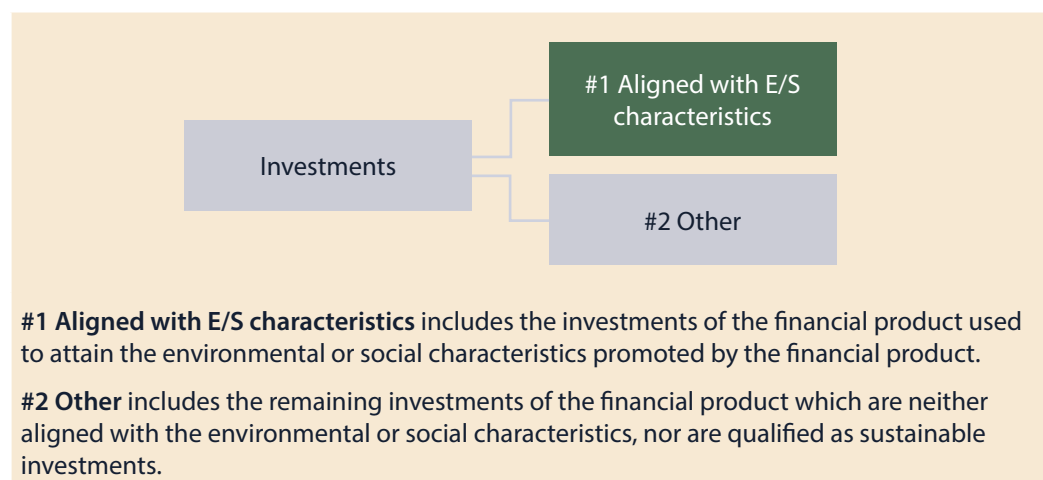 #1 Aligned with E/S
characteristics
Investments
#2 Other
#1 Aligned with E/S characteristics includes the investments of the financial product used
to attain the environmental or social characteristics promoted by the financial product.
#2 Other includes the remaining investments of the financial product which are neither
aligned with the environmental or social characteristics, nor are qualified as sustainable
investments.